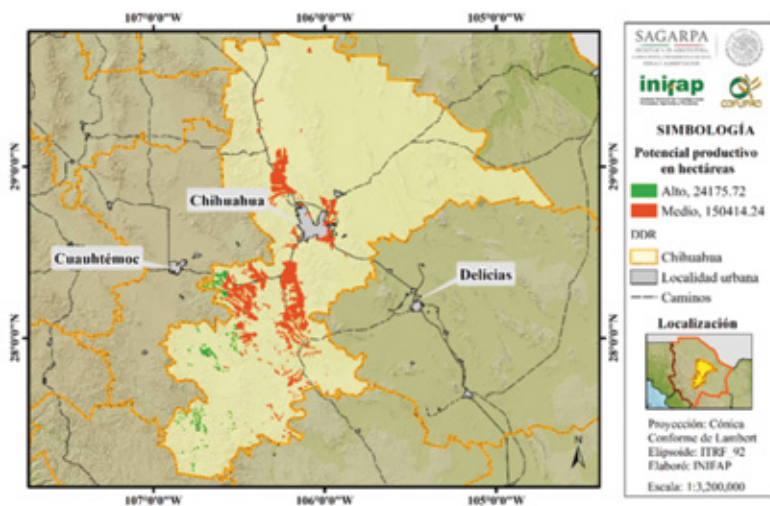 107°0'0"W
106°0'0"W
105°0'0"W
29°0'0"N
28°0'0"N
29°0'0"N
28°0'0"N
Chihuahua
Cuauhtémoc
Delicias
107°0'0"W
106°0'0"W
105°0'0"W
N
SAGARPA
inifap
COFUPRO
SIMBOLOGÍA
Potencial productivo
en hectáreas
Alto, 24175.72
Medio, 150414.24
DDR
Chihuahua
Localidad urbana
Caminos
Localización
Proyección: Cónica
Conforme de Lambert
Elipsoide: ITRF_92
Elaboró: INIFAP
Escala: 1:3,200,000